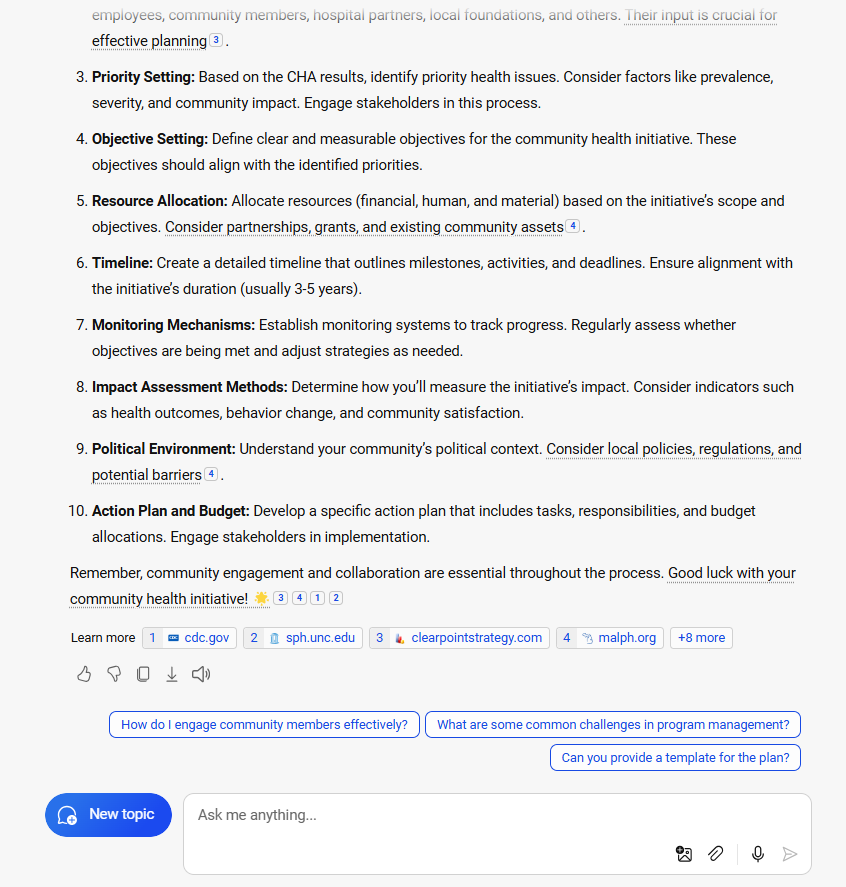 employees, community members, hospital partners, local foundations, and others. Their input is crucial for
effective planning 3 .
3. Priority Setting: Based on the CHA results, identify priority health issues. Consider factors like prevalence,
severity, and community impact. Engage stakeholders in this process.
4. Objective Setting: Define clear and measurable objectives for the community health initiative. These
objectives should align with the identified priorities.
5. Resource Allocation: Allocate resources (financial, human, and material) based on the initiative’s scope and
objectives. Consider partnerships, grants, and existing community assets 4 .
6. Timeline: Create a detailed timeline that outlines milestones, activities, and deadlines. Ensure alignment with
the initiative’s duration (usually 3-5 years).
7. Monitoring Mechanisms: Establish monitoring systems to track progress. Regularly assess whether
objectives are being met and adjust strategies as needed.
8. Impact Assessment Methods: Determine how you’ll measure the initiative’s impact. Consider indicators such
as health outcomes, behavior change, and community satisfaction.
9. Political Environment: Understand your community’s political context. Consider local policies, regulations, and
potential barriers 4 .
10. Action Plan and Budget: Develop a specific action plan that includes tasks, responsibilities, and budget
allocations. Engage stakeholders in implementation.
Remember, community engagement and collaboration are essential throughout the process. Good luck with your
community health initiative! 🌟 3 4 1 2
Learn more 1 cdc.gov 2 sph.unc.edu 3 clearpointstrategy.com 4 malph.org +8 more
How do I engage community members effectively? What are some common challenges in program management?
Can you provide a template for the plan?
New topic Ask me anything...